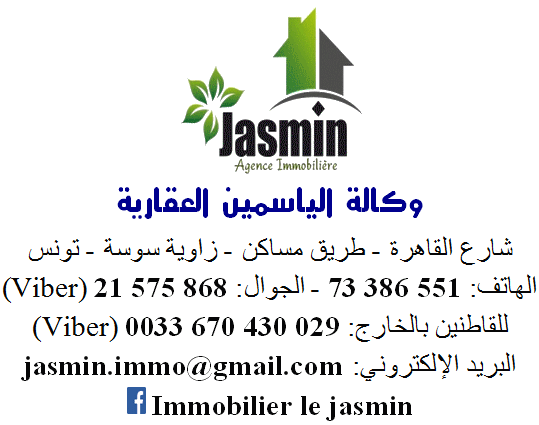 Jasmin
Agence Immobilière
وكالة الياسمين العقارية
شارع القاهرة - طريق مساكن - زاوية سوسة - تونس
الهاتف: 73 386 551 - الجوال: 21 575 868 (Viber)
للقاطنين بالخارج: 0033 670 430 029 (Viber)
البريد الإلكتروني: jasmin.immo@gmail.com
f Immobilier le jasmin